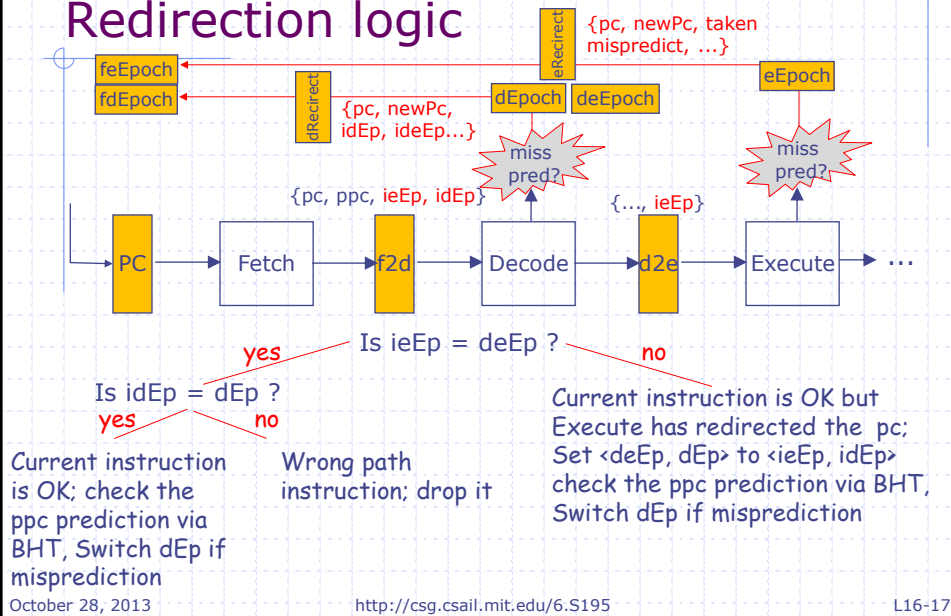 Redirection logic
{pc, newPc, taken
mispredict, ...}
eRecirect
feEpoch
eEpoch
fdEpoch
dRecirect
dEpoch
deEpoch
{pc, newPc,
idEp, ideEp...}
miss
pred?
miss
pred?
{pc, ppc, ieEp, idEp}
{..., ieEp}
PC
Fetch
f2d
Decode
d2e
Execute
...
Is ieEp = deEp ?
yes
no
Is idEp = dEp ?
yes
no
Current instruction
is OK; check the
ppc prediction via
BHT, Switch dEp if
misprediction
Wrong path
instruction; drop it
Current instruction is OK but
Execute has redirected the pc;
Set <deEp, dEp> to <ieEp, idEp>
check the ppc prediction via BHT,
Switch dEp if misprediction
October 28, 2013
http://csg.csail.mit.edu/6.S195
L16-17